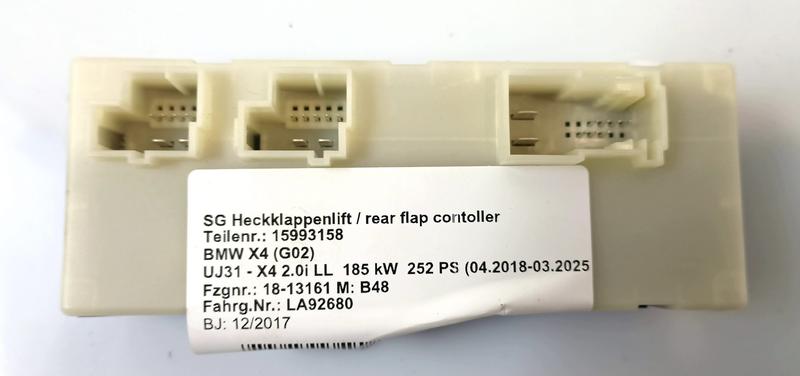 SG Heckklappenlift / rear flap contoller
Teilenr.: 15993158
BMW X4 (G02)
UJ31 - X4 2.0i LL 185 kW 252 PS (04.2018-03.2025
Fzgnr.: 18-13161 M: B48
Fahrg.Nr.: LA92680
BJ: 12/2017